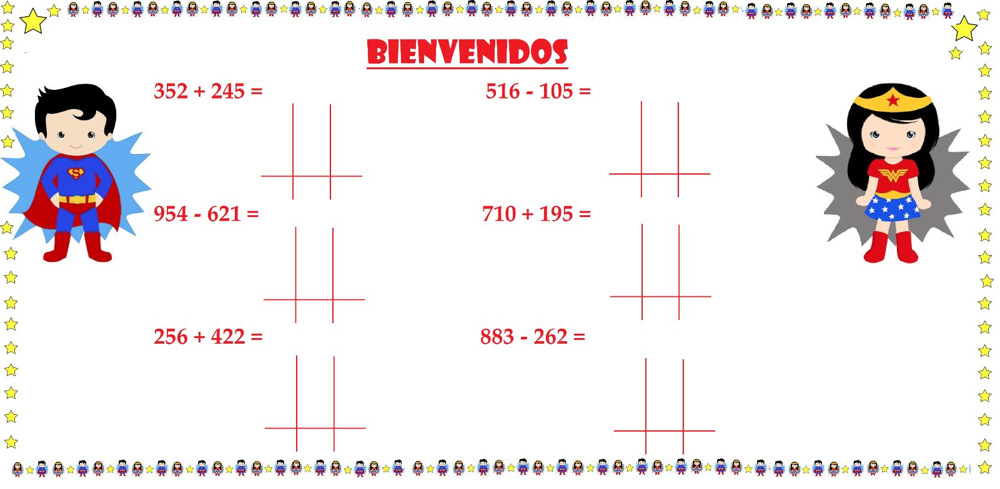 BIENVENIDOS
352 + 245 =
516 - 105 =
954 - 621 =
710 + 195 =
256 + 422 =
883 - 262 =